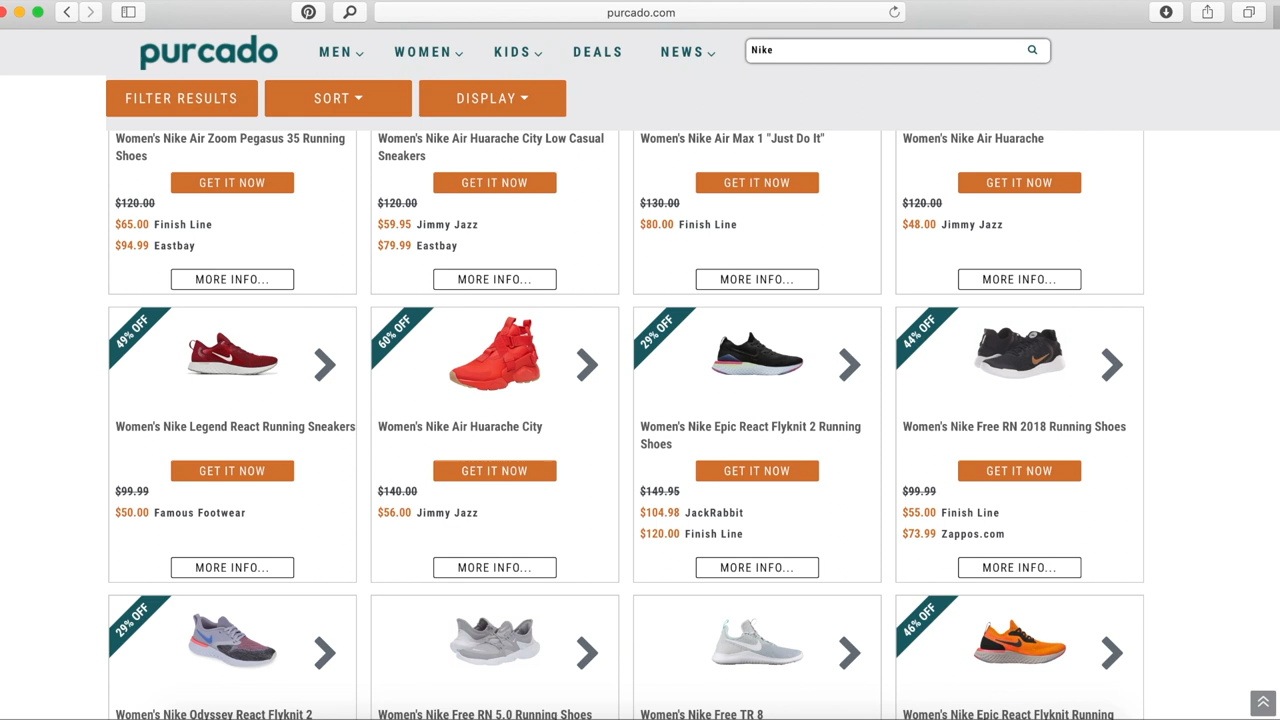 purcado.com
purcado
MEN
WOMEN
KIDS
DEALS
NEWS
Nike
FILTER RESULTS
SORT
DISPLAY
Women's Nike Air Zoom Pegasus 35 Running
Shoes
GET IT NOW
$120.00
$65.00 Finish Line
$94.99 Eastbay
MORE INFO...
Women's Nike Air Huarache City Low Casual
Sneakers
GET IT NOW
$120.00
$59.95 Jimmy Jazz
$79.99 Eastbay
MORE INFO...
Women's Nike Air Max 1 "Just Do It"
GET IT NOW
$130.00
$80.00 Finish Line
MORE INFO...
Women's Nike Air Huarache
GET IT NOW
$120.00
$48.00 Jimmy Jazz
MORE INFO...
49% OFF
Women's Nike Legend React Running Sneakers
GET IT NOW
$99.99
$50.00 Famous Footwear
MORE INFO...
60% OFF
Women's Nike Air Huarache City
GET IT NOW
$140.00
$56.00 Jimmy Jazz
MORE INFO...
29% OFF
Women's Nike Epic React Flyknit 2 Running
Shoes
GET IT NOW
$149.95
$104.98 JackRabbit
$120.00 Finish Line
MORE INFO...
44% OFF
Women's Nike Free RN 2018 Running Shoes
GET IT NOW
$99.99
$55.00 Finish Line
$73.99 Zappos.com
MORE INFO...
29% OFF
Women's Nike Odyssey React Flyknit 2
Women's Nike Free RN 5.0 Running Shoes
Women's Nike Free TR 8
46% OFF
Women's Nike Epic React Flyknit Running